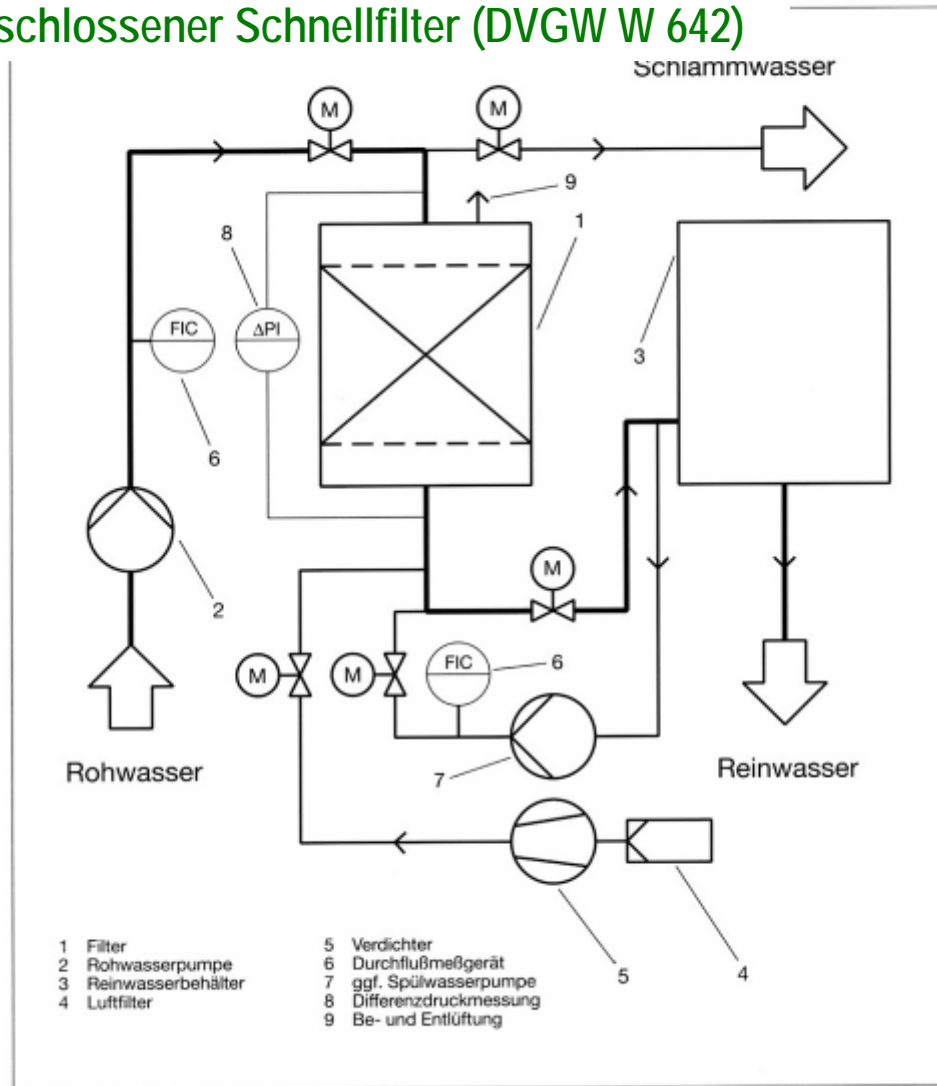 schlossener Schnellfilter (DVGW W 642)
Schlammwasser
M
M
9
1
8
3
FIC
ΔPI
6
2
M
M
M
FIC
6
7
Rohwasser
Reinwasser
5
4
1 Filter
2 Rohwasserpumpe
3 Reinwasserbehälter
4 Luftfilter
5 Verdichter
6 Durchflußmeßgerät
7 ggf. Spülwasserpumpe
8 Differenzdruckmessung
9 Be- und Entlüftung